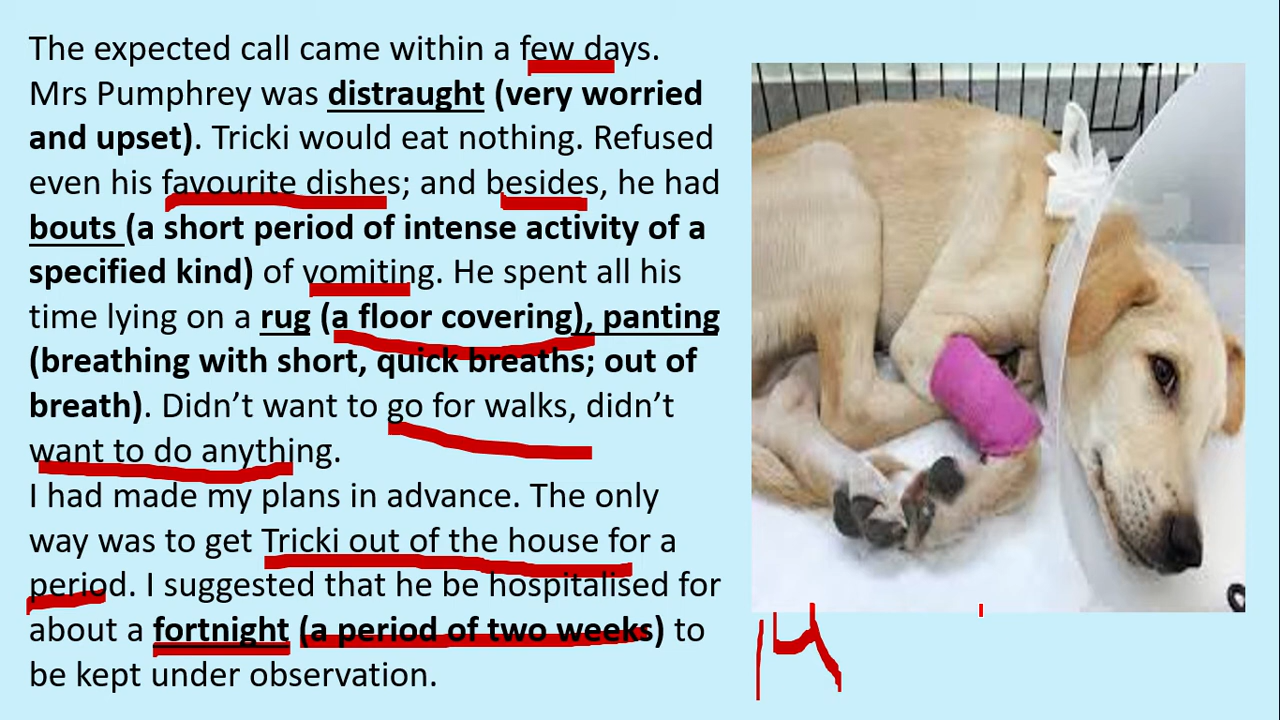 The expected call came within a few days.
Mrs Pumphrey was distraught (very worried
and upset). Tricki would eat nothing. Refused
even his favourite dishes; and besides, he had
bouts (a short period of intense activity of a
specified kind) of vomiting. He spent all his
time lying on a rug (a floor covering), panting
(breathing with short, quick breaths; out of
breath). Didn’t want to go for walks, didn’t
want to do anything.
I had made my plans in advance. The only
way was to get Tricki out of the house for a
period. I suggested that he be hospitalised for
about a fortnight (a period of two weeks) to
be kept under observation.
14